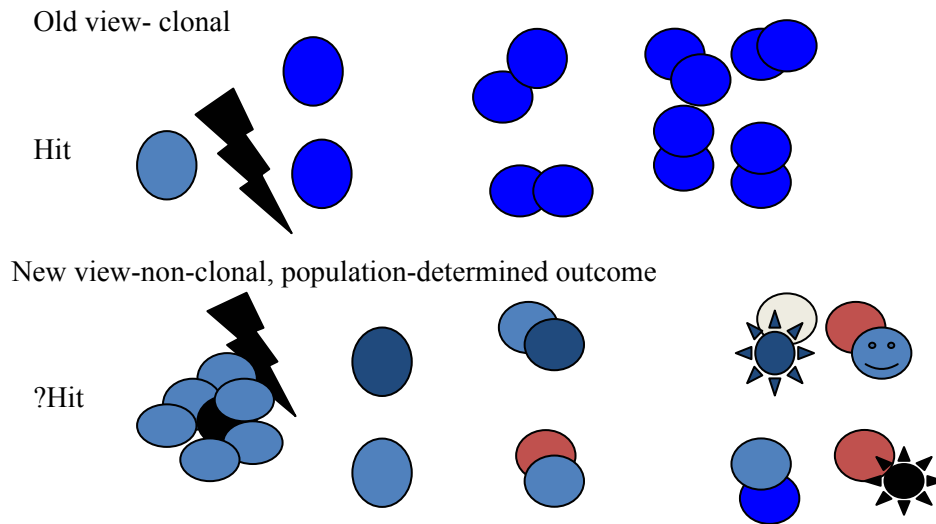 Old view- clonal
Hit
New view-non-clonal, population-determined outcome
?Hit